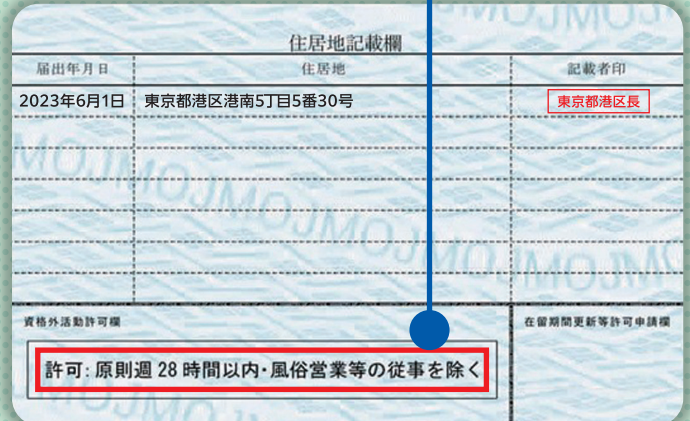 住居地記載欄
届出年月日 住居地 記載者印
2023年6月1日 東京都港区港南5丁目5番30号 東京都港区長
資格外活動許可欄 在留期間更新等許可申請欄
許可: 原則週28時間以内・風俗営業等の従事を除く
MOJMOJMOJMOJMOJMOJM